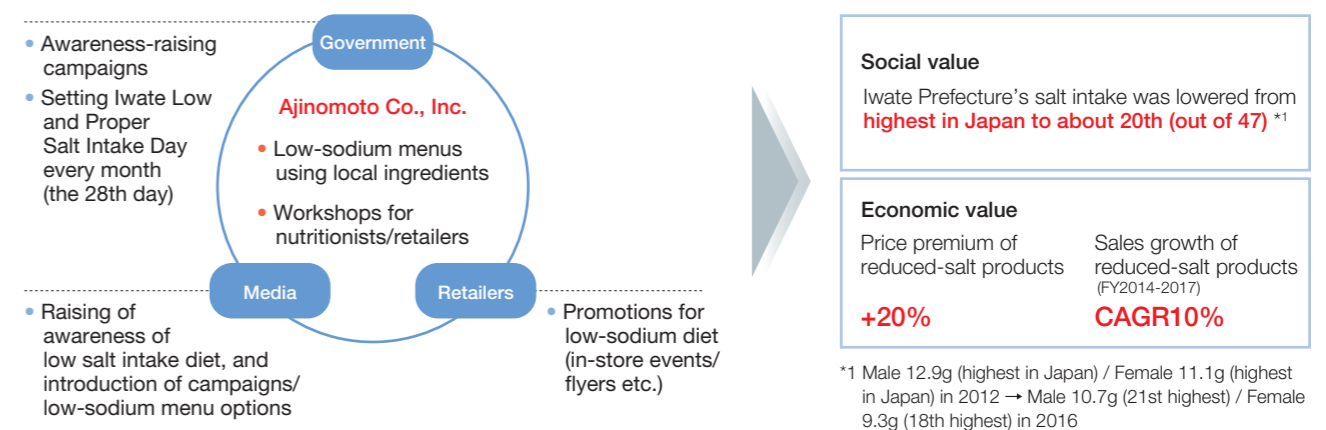 Government
• Awareness-raising
campaigns
• Setting Iwate Low
and Proper
Salt Intake Day
every month
(the 28th day)
Ajinomoto Co., Inc.
• Low-sodium menus
using local ingredients
• Workshops for
nutritionists/retailers
Media
Retailers
• Raising of
awareness of
low salt intake diet, and
introduction of campaigns/
low-sodium menu options
• Promotions for
low-sodium diet
(in-store events/
flyers etc.)
Social value
Iwate Prefecture's salt intake was lowered from
highest in Japan to about 20th (out of 47) *1
Economic value
Price premium of
reduced-salt products
+20%
Sales growth of
reduced-salt products
(FY2014-2017)
CAGR10%
*1 Male 12.9g (highest in Japan) / Female 11.1g (highest
in Japan) in 2012 → Male 10.7g (21st highest) / Female
9.3g (18th highest) in 2016